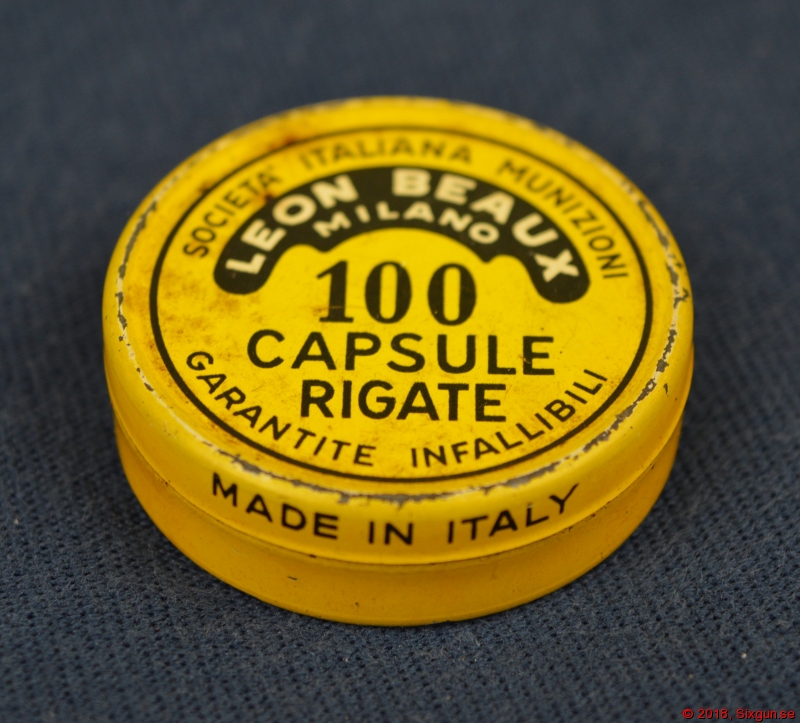 SOCIETA' ITALIANA MUNIZIONI
LEON BEAUX
MILANO
100
CAPSULE
RIGATE
GARANTITE INFALLIBILI
MADE IN ITALY
© 2018, Sixgun.se